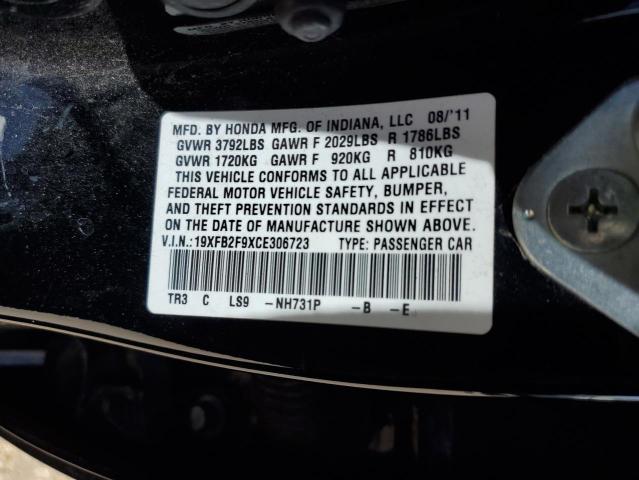 MFD. BY HONDA MFG. OF INDIANA, LLC 08/'11
GVWR 3792LBS GAWR F 2029LBS R 1786LBS
GVWR 1720KG GAWR F 920KG R 810KG
THIS VEHICLE CONFORMS TO ALL APPLICABLE
FEDERAL MOTOR VEHICLE SAFETY, BUMPER,
AND THEFT PREVENTION STANDARDS IN EFFECT
ON THE DATE OF MANUFACTURE SHOWN ABOVE.
V.I.N.:19XFB2F9XCE306723 TYPE: PASSENGER CAR
TR3 C LS9 -NH731P -B -E